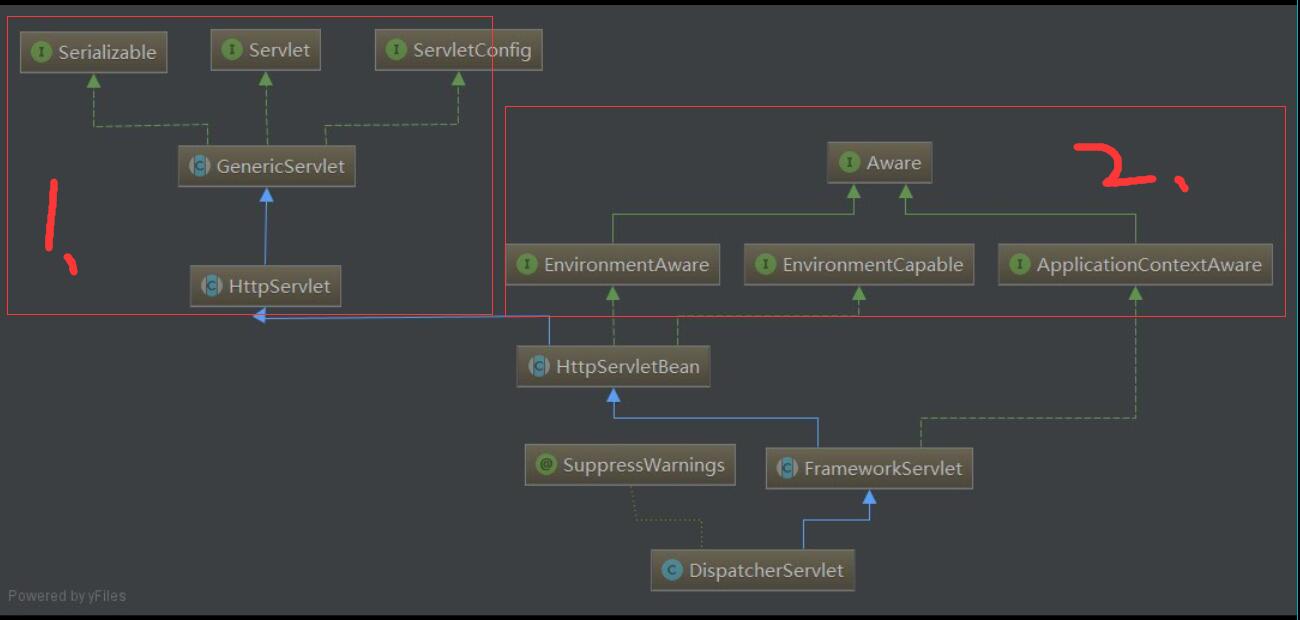 Serializable
Servlet
ServletConfig
GenericServlet
Aware
2.
1.
EnvironmentAware
EnvironmentCapable
ApplicationContextAware
HttpServlet
HttpServletBean
SuppressWarnings
FrameworkServlet
DispatcherServlet
Powered by yFiles